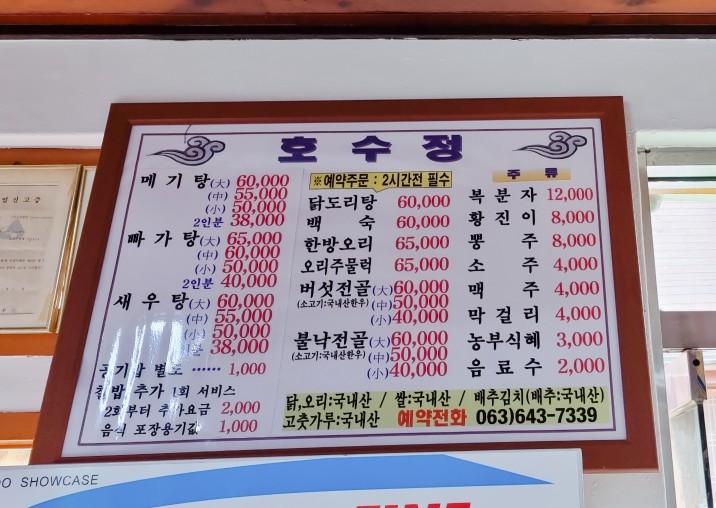 호수정
메기탕(大) 60,000
(中) 55,000
(小) 50,000
2인분 38,000
빠가탕(大) 65,000
(中) 60,000
(小) 50,000
2인분 40,000
새우탕(大) 60,000
(中) 55,000
(小) 50,000
인분 38,000
공기밥 별도 ······ 1,000
추가 1회 서비스
2회부터 추가요금 2,000
음식 포장용기값 1,000
※예약주문 : 2시간전 필수
닭도리탕 60,000
백숙 60,000
한방오리 65,000
오리주물럭 65,000
버섯전골(大) 60,000
(소고기:국내산한우) (中) 50,000
(小) 40,000
불낙전골(大) 60,000
(소고기:국내산한우) (中) 50,000
(小) 40,000
주류
복분자 12,000
황진이 8,000
뽕주 8,000
소주 4,000
맥주 4,000
막걸리 4,000
농부식혜 3,000
음료수 2,000
닭,오리:국내산 / 쌀:국내산 / 배추김치(배추:국내산)
고춧가루:국내산 예약전화 063)643-7339
SHOWCASE